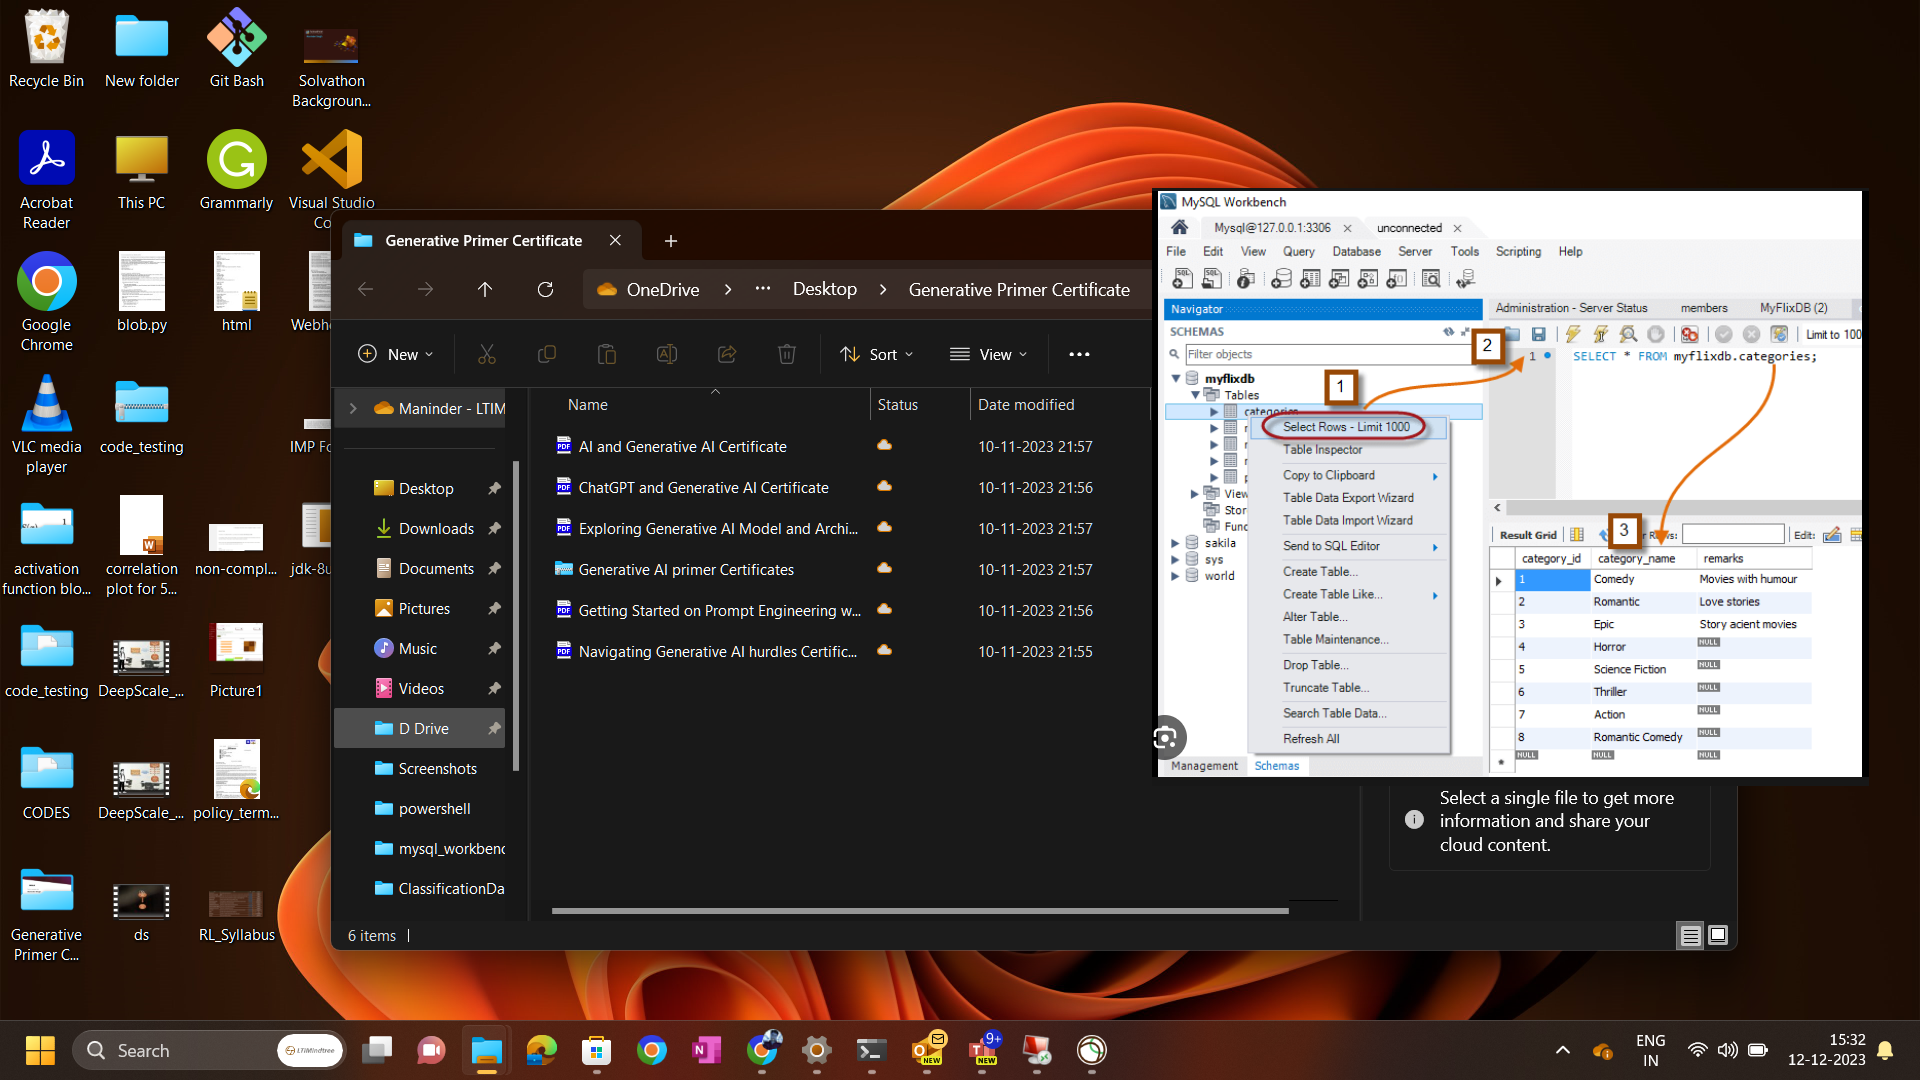 Recycle Bin
New folder
Git Bash
Solvathon
Backgroun...
Acrobat
Reader
This PC
Grammarly
Visual Studio
Co
Google
Chrome
blob.py
html
Webh
VLC media
player
code_testing
IMP Fo
activation
function blo...
correlation
plot for 5...
non-compl...
jdk-8u
code_testing
DeepScale_...
Picture1
CODES
DeepScale_...
policy_term...
Generative
Primer C...
ds
RL_Syllabus
Generative Primer Certificate
OneDrive
...
Desktop
Generative Primer Certificate
New
Sort
View
Maninder - LTIM
Desktop
Downloads
Documents
Pictures
Music
Videos
D Drive
Screenshots
powershell
mysql_workbenc
ClassificationDa
Name
Status
Date modified
AI and Generative AI Certificate
10-11-2023 21:57
ChatGPT and Generative AI Certificate
10-11-2023 21:56
Exploring Generative AI Model and Archi...
10-11-2023 21:57
Generative AI primer Certificates
10-11-2023 21:57
Getting Started on Prompt Engineering w...
10-11-2023 21:56
Navigating Generative AI hurdles Certific...
10-11-2023 21:55
6 items
Select a single file to get more
information and share your
cloud content.
MySQL Workbench
Mysql@127.0.0.1:3306
unconnected
File Edit View Query Database Server Tools Scripting Help
Navigator
SCHEMAS
Filter objects
myflixdb
Tables
categories
View
Stor
Func
sakila
sys
world
Management
Schemas
1
2
3
Select Rows - Limit 1000
Table Inspector
Copy to Clipboard
Table Data Export Wizard
Table Data Import Wizard
Send to SQL Editor
Create Table...
Create Table Like...
Alter Table...
Table Maintenance...
Drop Table...
Truncate Table...
Search Table Data...
Refresh All
Administration - Server Status
members
MyFlixDB (2)
Limit to 100
1
SELECT * FROM myflixdb.categories;
Result Grid
Edit:
category_id category_name remarks
1 Comedy Movies with humour
2 Romantic Love stories
3 Epic Story acient movies
4 Horror NULL
5 Science Fiction NULL
6 Thriller NULL
7 Action NULL
8 Romantic Comedy NULL
NULL NULL NULL
Search
LTIMindtree
NEW
9+
NEW
ENG
IN
15:32
12-12-2023